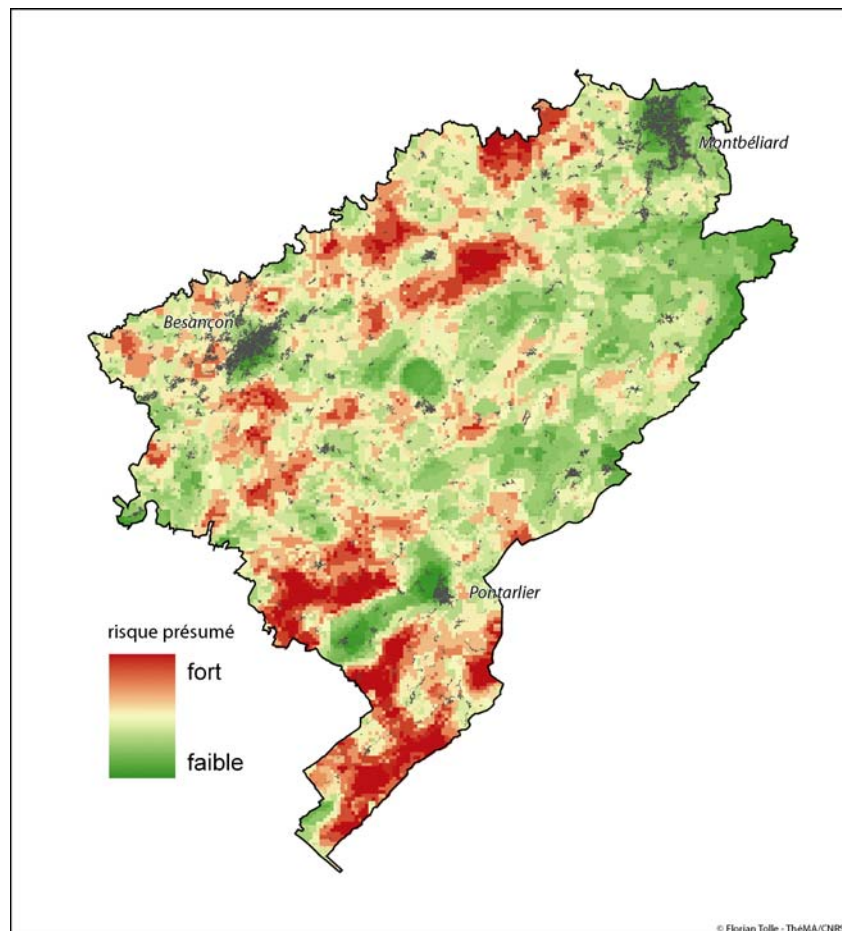 Montbéliard
Besançon
Pontarlier
risque présumé
fort
faible
© Florian Tolle - ThéMA/CNRS